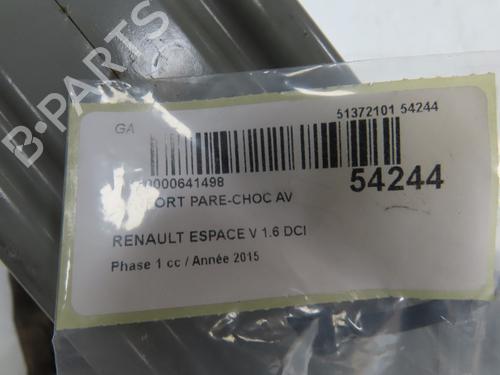 B-PARTS
GA
51372101 54244
0000641498
54244
ORT PARE-CHOC AV
RENAULT ESPACE V 1.6 DCI
Phase 1 cc / Année 2015